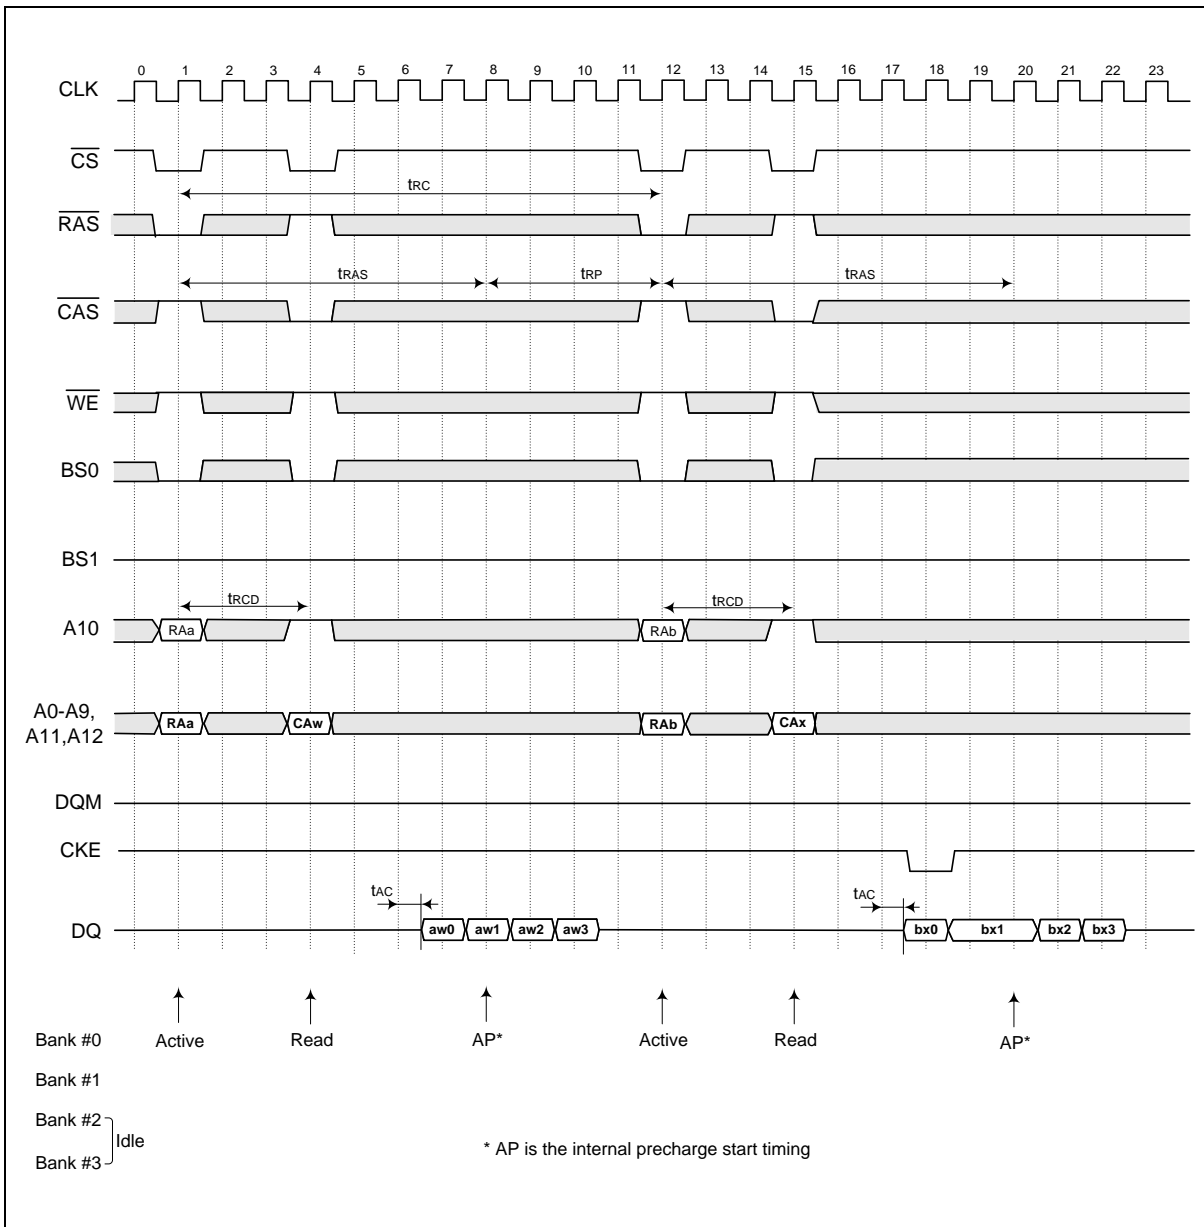 0 1 2 3 4 5 6 7 8 9 10 11 12 13 14 15 16 17 18 19 20 21 22 23
CLK
CS
tRC
RAS
tRAS tRP tRAS
CAS
WE
BS0
BS1
tRCD tRCD
A10 RAa RAb
A0-A9,
A11,A12 RAa CAw RAb CAx
DQM
CKE
tAC tAC
DQ aw0 aw1 aw2 aw3 bx0 bx1 bx2 bx3
Bank #0 Active Read AP* Active Read AP*
Bank #1
Bank #2
Idle
Bank #3
* AP is the internal precharge start timing